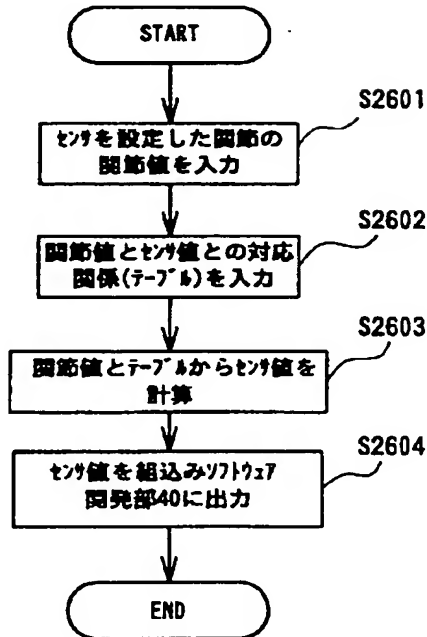 START
S2601
ｾﾝｻを設定した関節の
関節値を入力
S2602
関節値とｾﾝｻ値との対応
関係(ﾃｰﾌﾞﾙ)を入力
S2603
関節値とﾃｰﾌﾞﾙからｾﾝｻ値を
計算
S2604
ｾﾝｻ値を組込みｿﾌﾄｳｪｱ
開発部40に出力
END